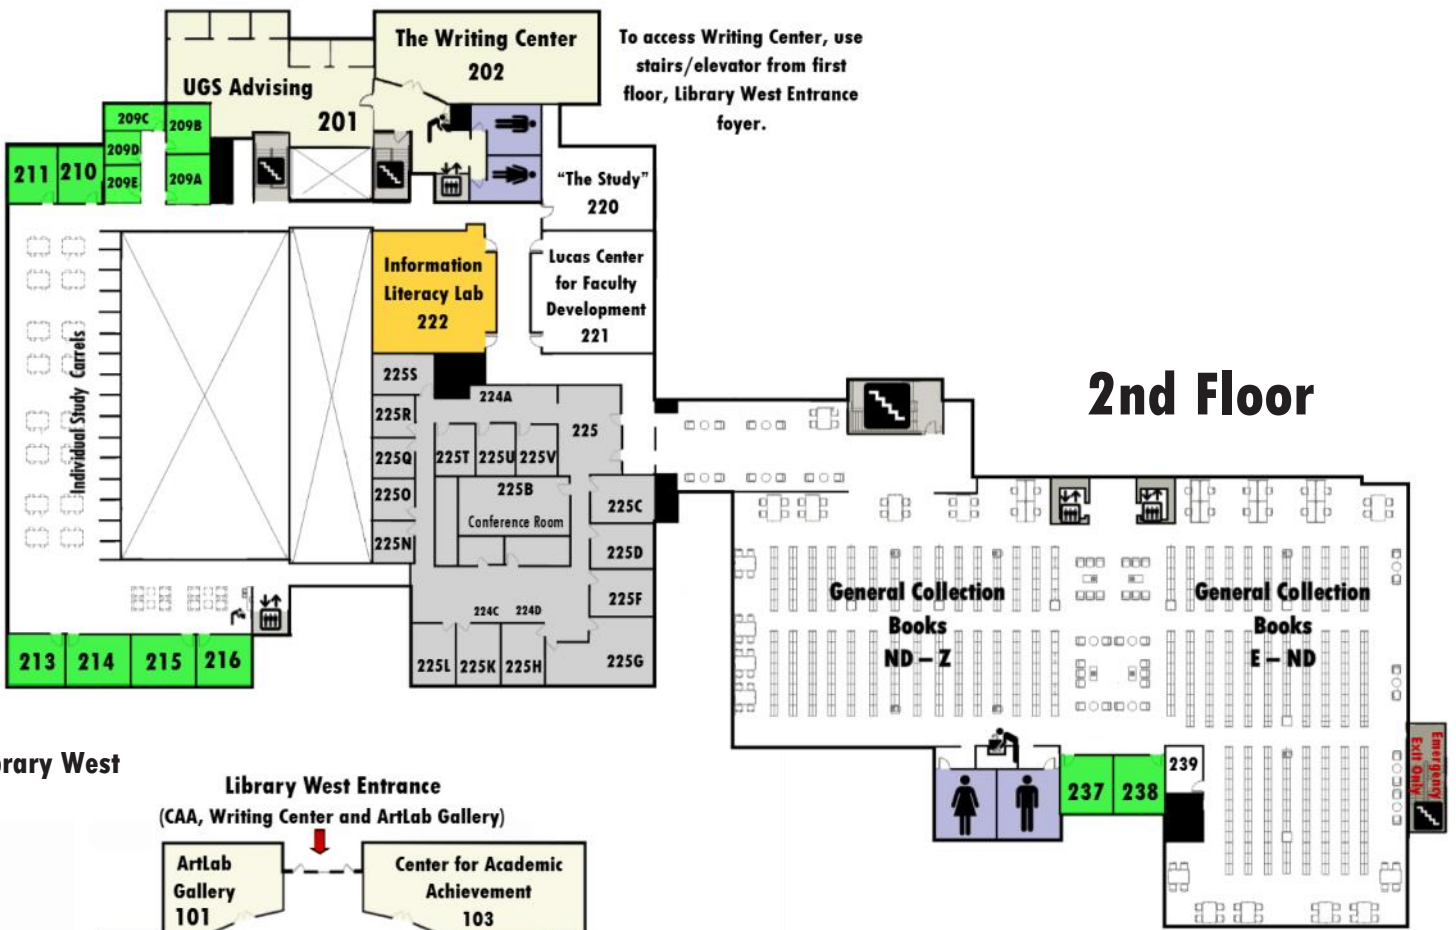 The Writing Center
202
To access Writing Center, use
stairs/elevator from first
floor, Library West Entrance
foyer.
UGS Advising
201
209C
209B
209D
209E
209A
211
210
"The Study"
220
Information
Literacy Lab
222
Lucas Center
for Faculty
Development
221
Individual Study Carrels
2nd Floor
225S
224A
225R
225
225Q
225T
225U
225V
225O
225B
225C
Conference Room
225N
225D
225F
224C
224D
225L
225K
225H
225G
213
214
215
216
General Collection
Books
ND – Z
General Collection
Books
E – ND
237
238
239
Emergency
Exit Only
brary West
Library West Entrance
(CAA, Writing Center and ArtLab Gallery)
ArtLab
Gallery
101
Center for Academic
Achievement
103